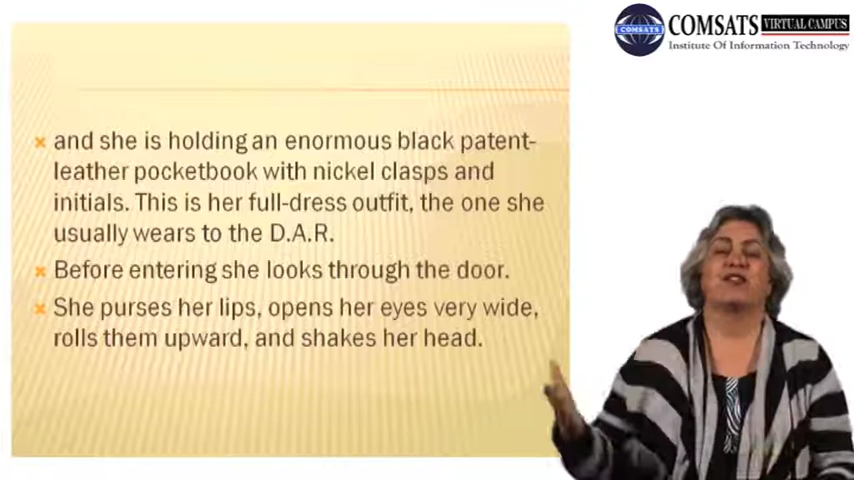 COMSATS
COMSATS VIRTUAL CAMPUS
Institute Of Information Technology
and she is holding an enormous black patent-
leather pocketbook with nickel clasps and
initials. This is her full-dress outfit, the one she
usually wears to the D.A.R.
Before entering she looks through the door.
She purses her lips, opens her eyes very wide,
rolls them upward, and shakes her head.